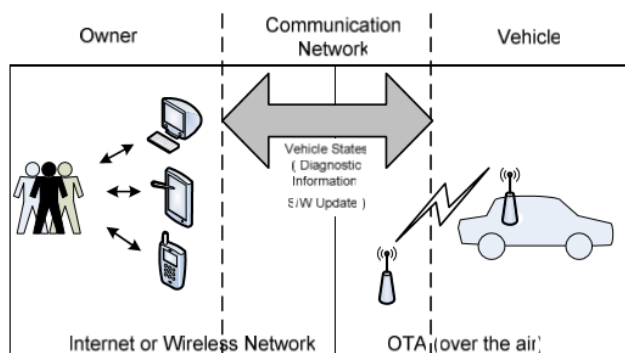 Owner
Communication
Network
Vehicle
Vehicle States
( Diagnostic
Information
S/W Update )
Internet or Wireless Network
OTA (over the air)